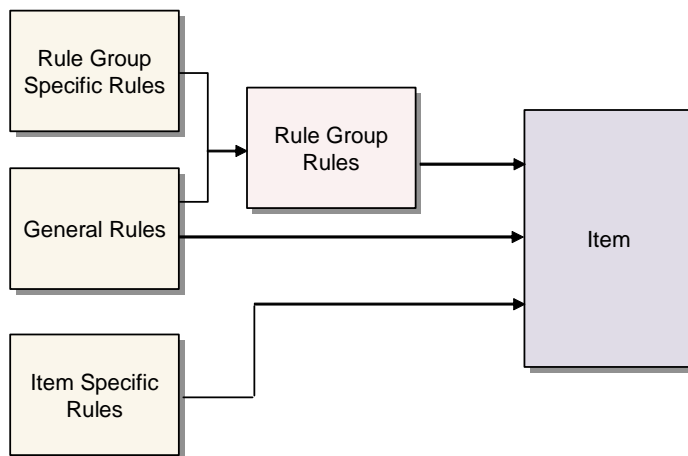 Rule Group
Specific Rules
Rule Group
Rules
General Rules
Item
Item Specific
Rules